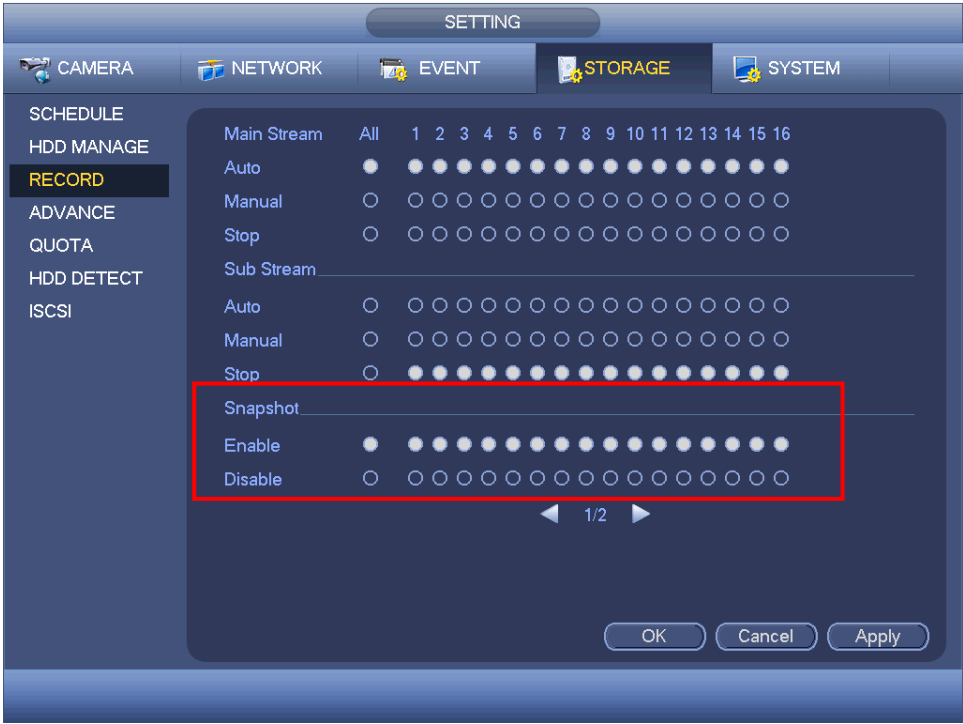 SETTING
CAMERA NETWORK EVENT STORAGE SYSTEM
SCHEDULE
HDD MANAGE
RECORD
ADVANCE
QUOTA
HDD DETECT
ISCSI
Main Stream All 1 2 3 4 5 6 7 8 9 10 11 12 13 14 15 16
Auto
Manual
Stop
Sub Stream
Auto
Manual
Stop
Snapshot
Enable
Disable
1/2
OK Cancel Apply